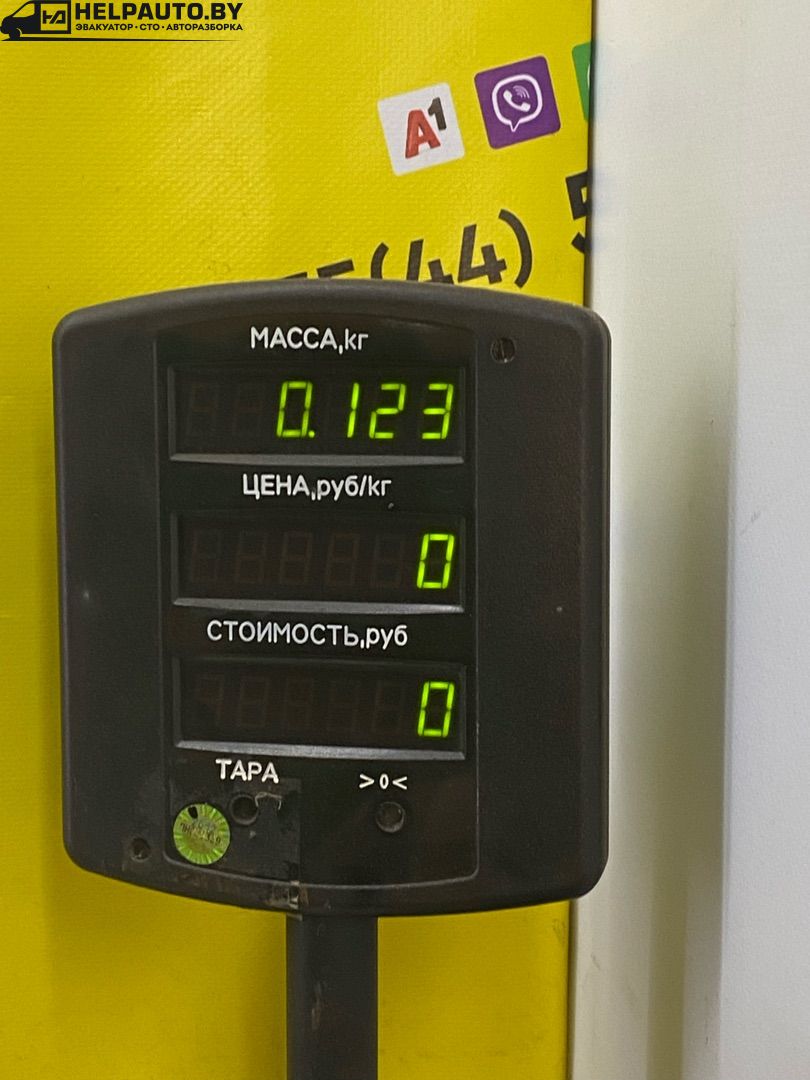 HELPAUTO.BY
ЭВАКУАТОР • СТО • АВТОРАЗБОРКА
A1
(44) 5
МАССА,кг
0.123
ЦЕНА,руб/кг
0
СТОИМОСТЬ,руб
0
ТАРА >0<